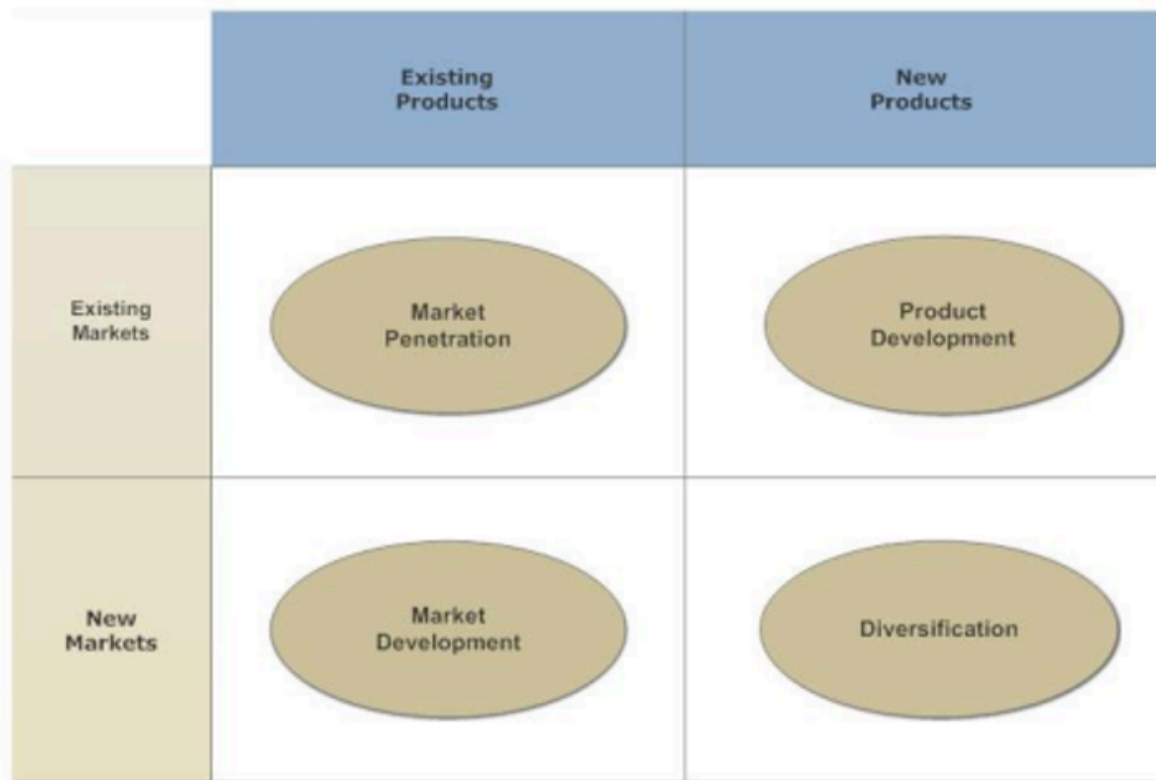 Existing
Products
New
Products
Existing
Markets
Market
Penetration
Product
Development
New
Markets
Market
Development
Diversification